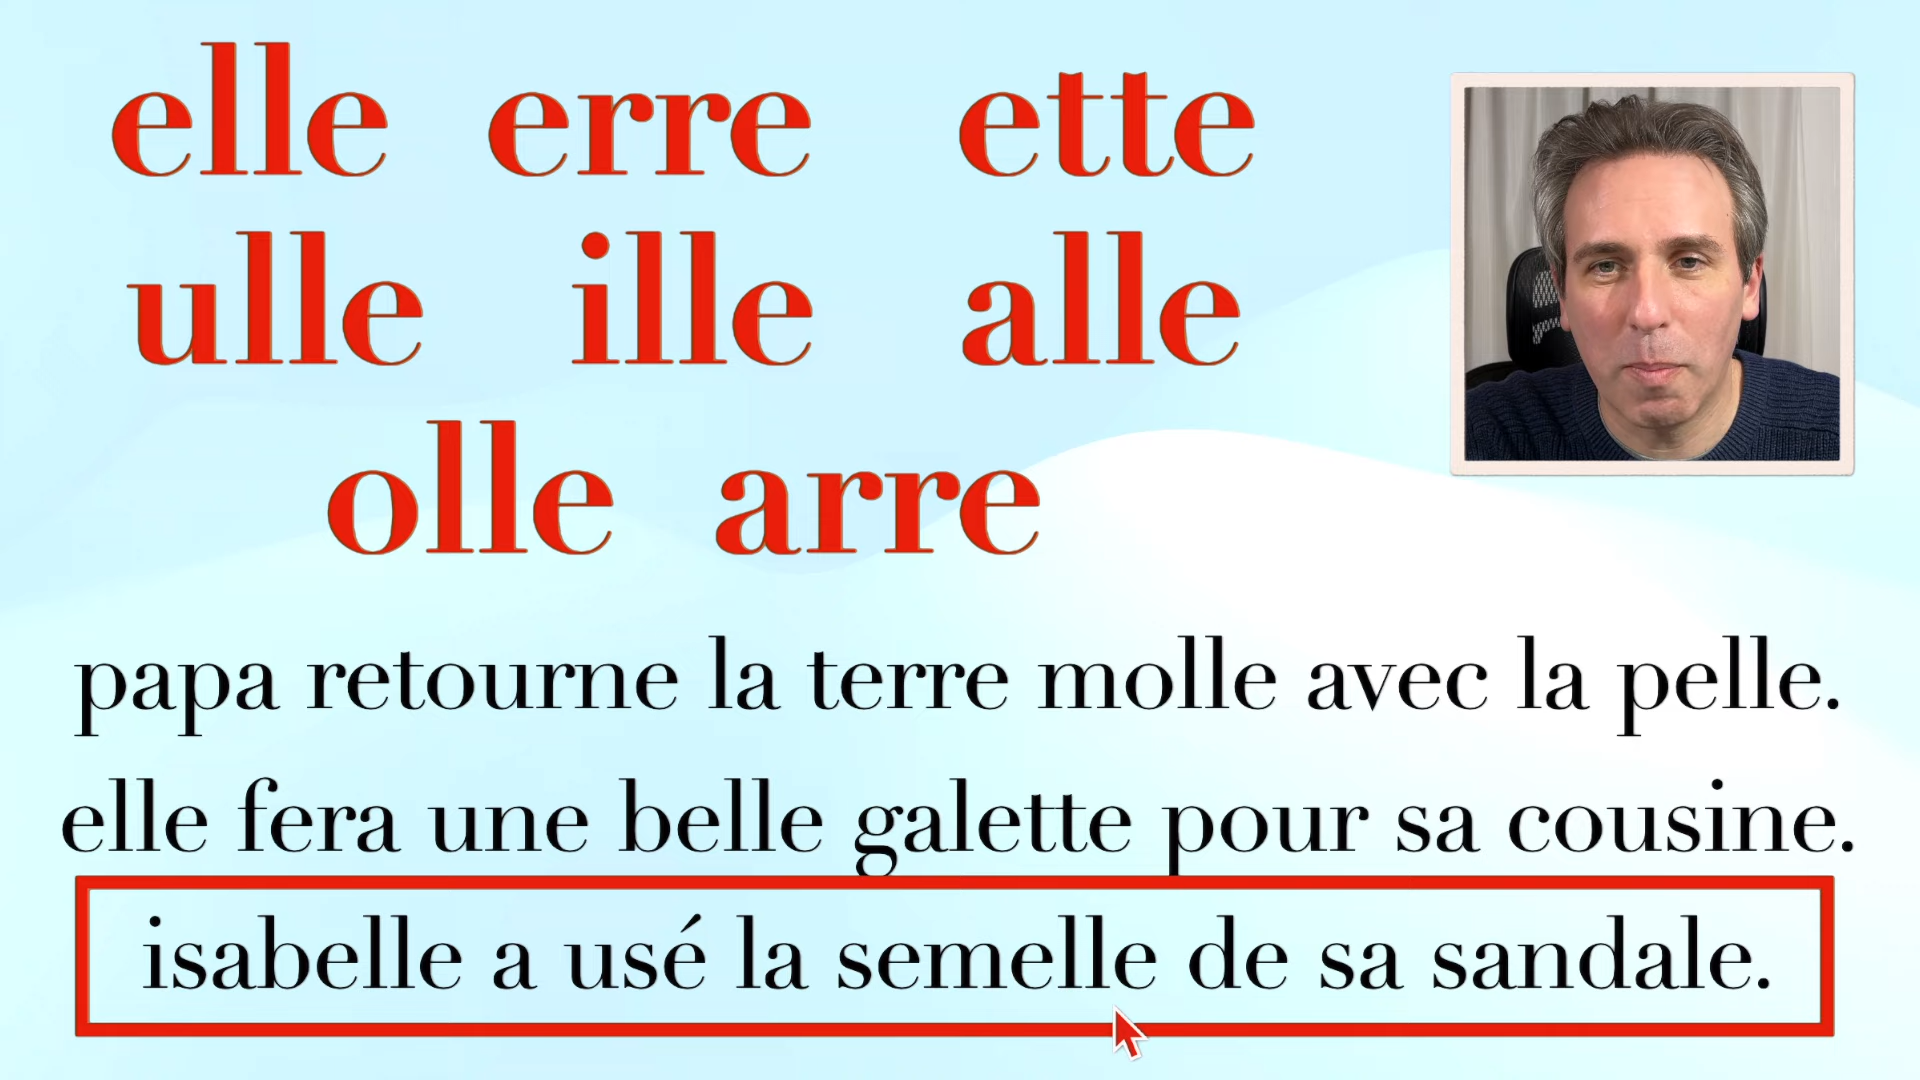 elle erre ette
ulle ille alle
olle arre
papa retourne la terre molle avec la pelle.
elle fera une belle galette pour sa cousine.
isabelle a usé la semelle de sa sandale.